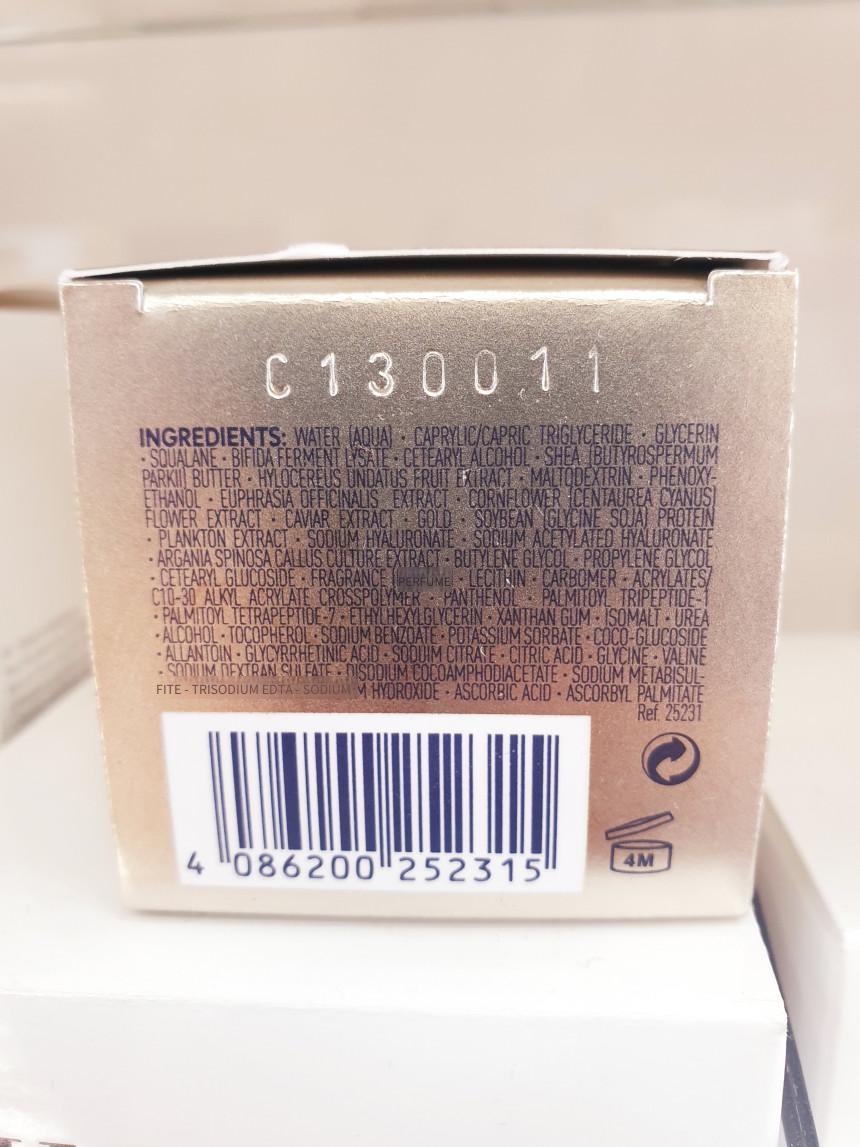 C130011
INGREDIENTS: WATER (AQUA) · CAPRYLIC/CAPRIC TRIGLYCERIDE · GLYCERIN
· SQUALANE · BIFIDA FERMENT LYSATE · CETEARYL ALCOHOL · SHEA (BUTYROSPERMUM
PARKII) BUTTER · HYLOCEREUS UNDATUS FRUIT EXTRACT · MALTODEXTRIN · PHENOXY-
ETHANOL · EUPHRASIA OFFICINALIS EXTRACT · CORNFLOWER (CENTAUREA CYANUS)
FLOWER EXTRACT · CAVIAR EXTRACT · GOLD · SOYBEAN (GLYCINE SOJA) PROTEIN
· PLANKTON EXTRACT · SODIUM HYALURONATE · SODIUM ACETYLATED HYALURONATE
· ARGANIA SPINOSA CALLUS CULTURE EXTRACT · BUTYLENE GLYCOL · PROPYLENE GLYCOL
· CETEARYL GLUCOSIDE · FRAGRANCE (PERFUME) · LECITHIN · CARBOMER · ACRYLATES/
C10-30 ALKYL ACRYLATE CROSSPOLYMER · PANTHENOL · PALMITOYL TRIPEPTIDE-1
· PALMITOYL TETRAPEPTIDE-7 · ETHYLHEXYLGLYCERIN · XANTHAN GUM · ISOMALT · UREA
· ALCOHOL · TOCOPHEROL · SODIUM BENZOATE · POTASSIUM SORBATE · COCO-GLUCOSIDE
· ALLANTOIN · GLYCYRRHETINIC ACID · SODUIM CITRATE · CITRIC ACID · GLYCINE · VALINE
· SODIUM DEXTRAN SULFATE · DISODIUM COCOAMPHODIACETATE · SODIUM METABISUL-
FITE - TRISODIUM EDTA - SODIUM HYDROXIDE · ASCORBIC ACID · ASCORBYL PALMITATE
Ref. 25231
4M
4 086200 252315